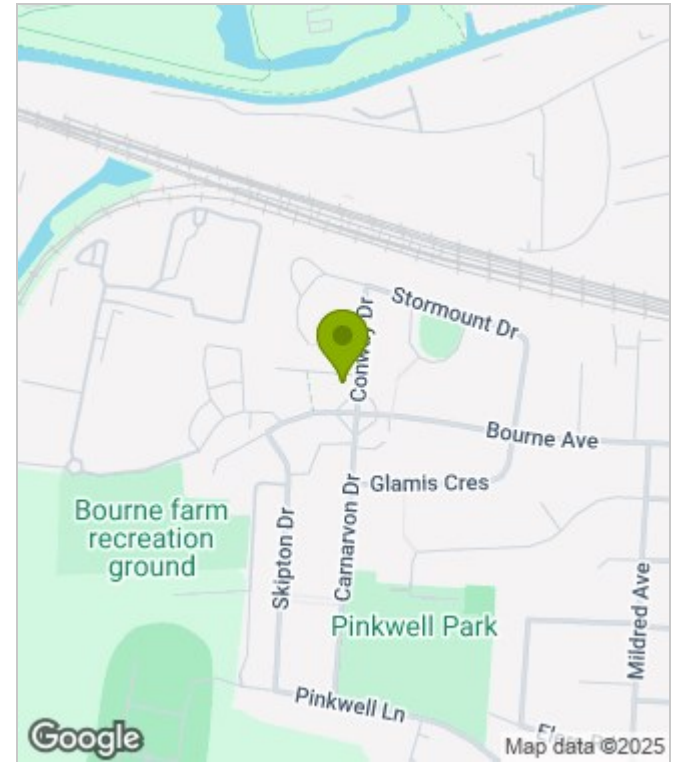 Stormount Dr
Conway Dr
Bourne Ave
Glamis Cres
Bourne farm
recreation
ground
Skipton Dr
Carnarvon Dr
Mildred Ave
Pinkwell Park
Pinkwell Ln
Google
Map data ©2025